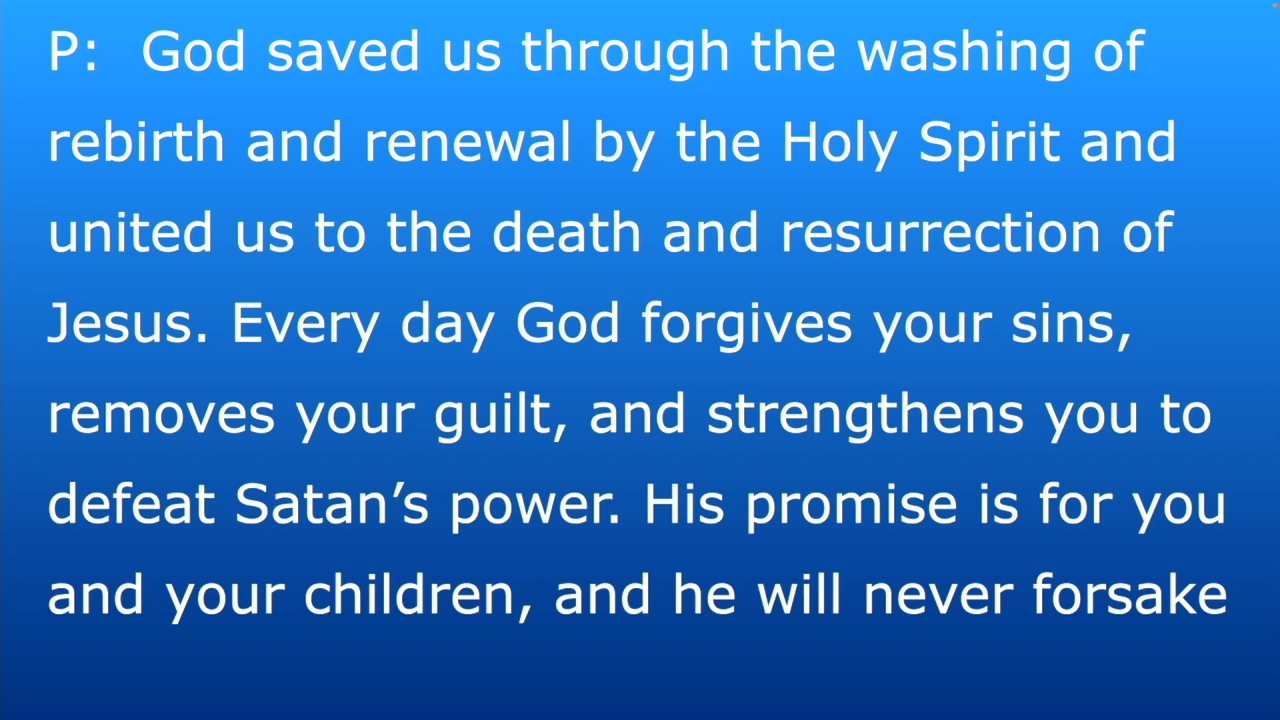 P:  God saved us through the washing of
rebirth and renewal by the Holy Spirit and
united us to the death and resurrection of
Jesus. Every day God forgives your sins,
removes your guilt, and strengthens you to
defeat Satan’s power. His promise is for you
and your children, and he will never forsake